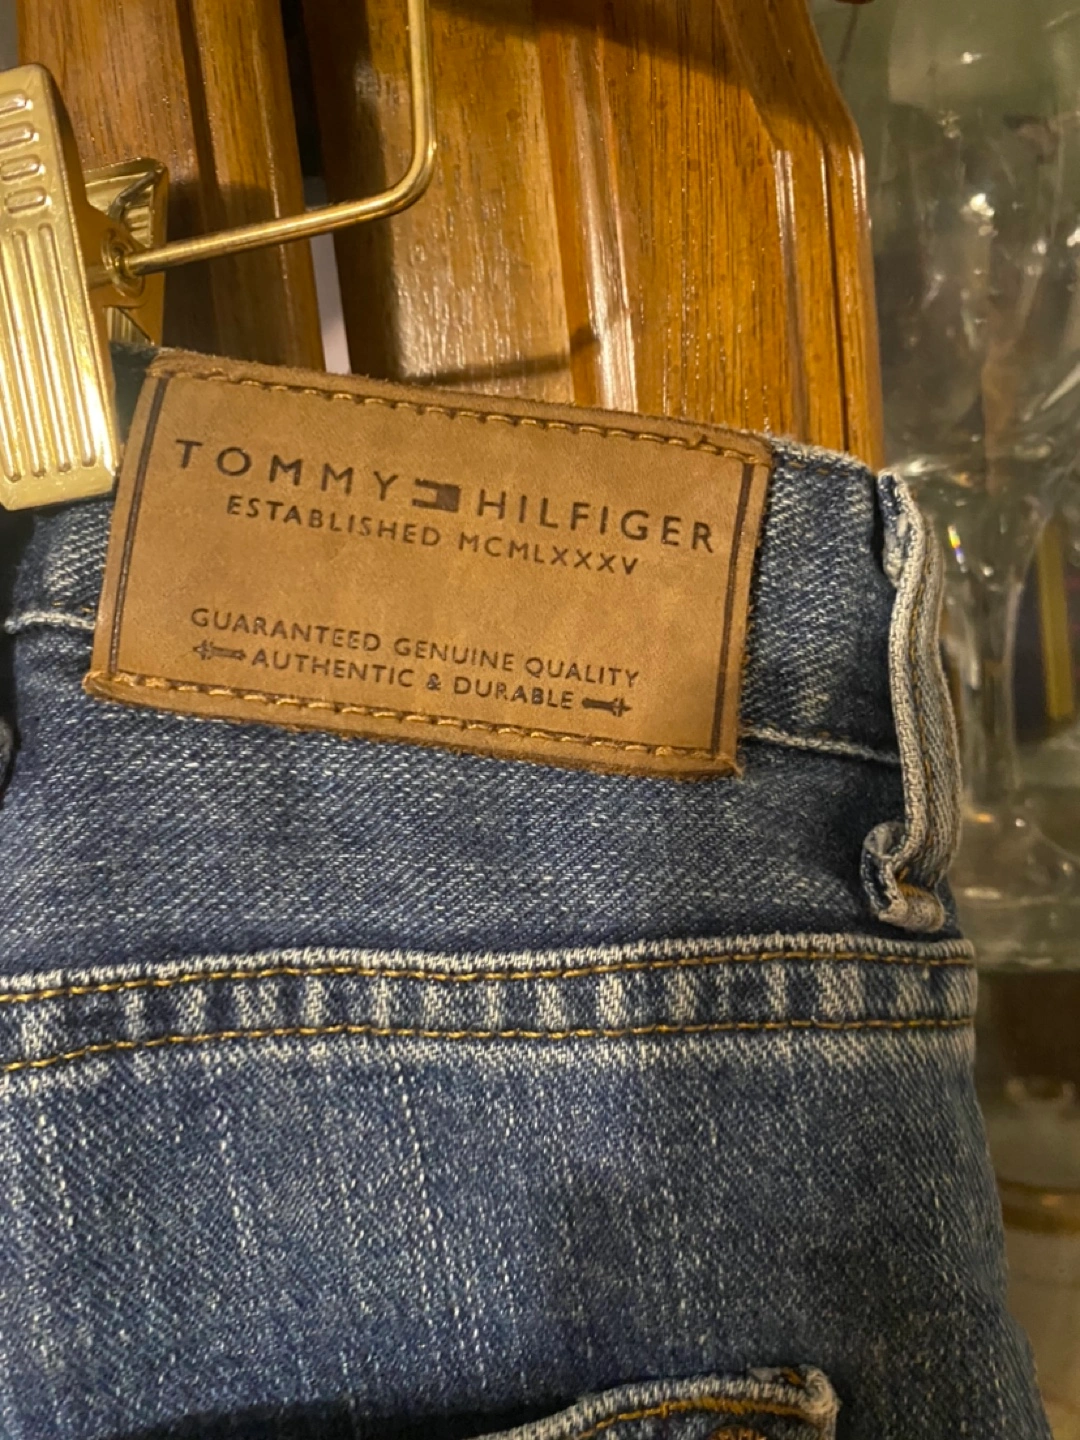 TOMMY HILFIGER
ESTABLISHED MCMLXXXV
GUARANTEED GENUINE QUALITY
AUTHENTIC & DURABLE